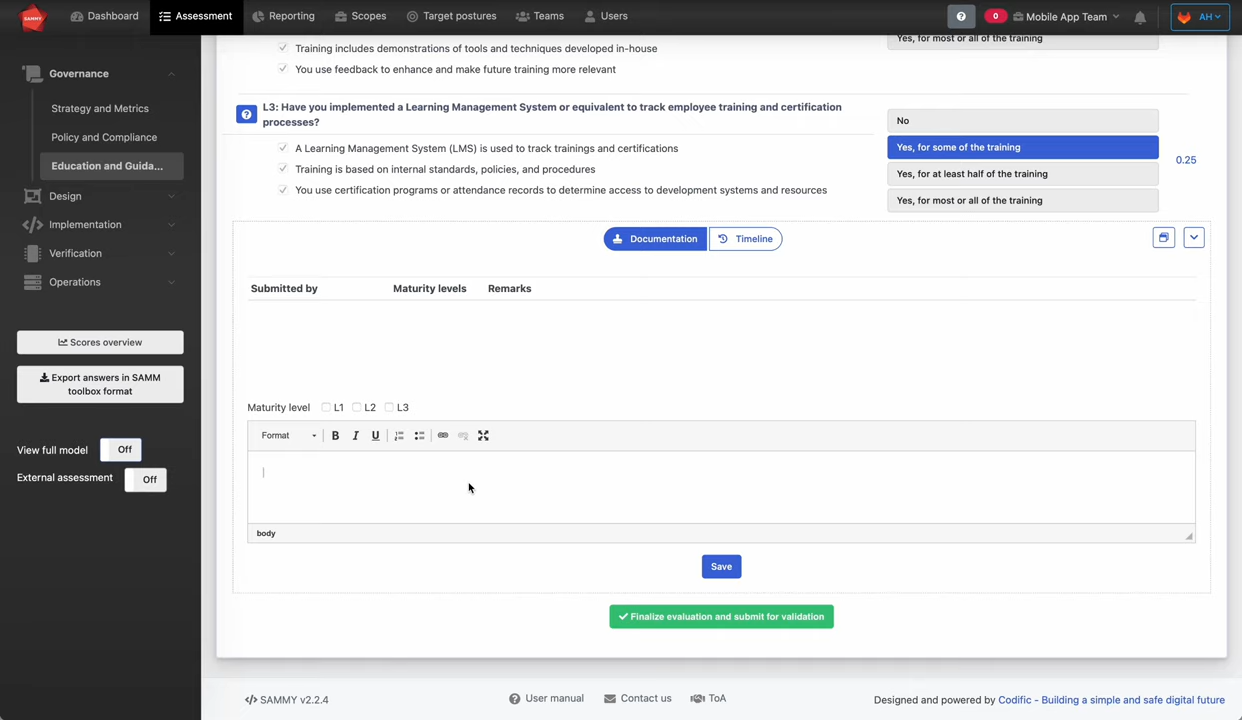 SAMMY
Dashboard
Assessment
Reporting
Scopes
Target postures
Teams
Users
?
0
Mobile App Team
AH
Governance
Strategy and Metrics
Policy and Compliance
Education and Guida...
Design
Implementation
Verification
Operations
Scores overview
Export answers in SAMM
toolbox format
View full model
Off
External assessment
Off
Training includes demonstrations of tools and techniques developed in-house
You use feedback to enhance and make future training more relevant
Yes, for most or all of the training
L3: Have you implemented a Learning Management System or equivalent to track employee training and certification
processes?
A Learning Management System (LMS) is used to track trainings and certifications
Training is based on internal standards, policies, and procedures
You use certification programs or attendance records to determine access to development systems and resources
No
Yes, for some of the training
Yes, for at least half of the training
Yes, for most or all of the training
0.25
Documentation
Timeline
Submitted by
Maturity levels
Remarks
Maturity level
L1
L2
L3
Format
B
I
U
body
Save
Finalize evaluation and submit for validation
SAMMY v2.2.4
User manual
Contact us
ToA
Designed and powered by Codific - Building a simple and safe digital future